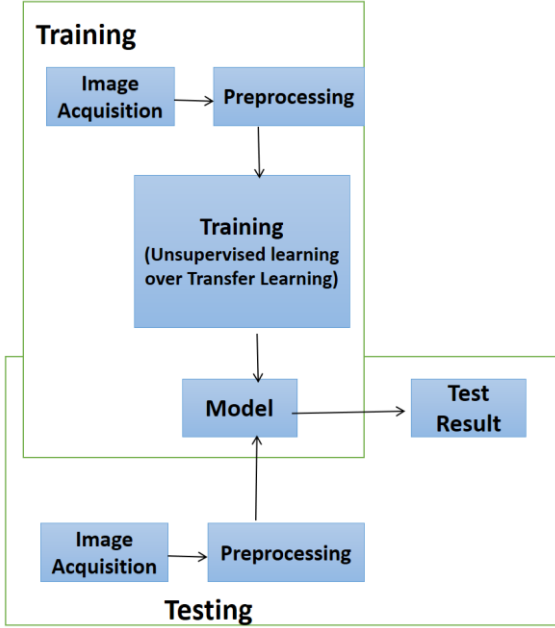 Training
Image
Acquisition
Preprocessing
Training
(Unsupervised learning
over Transfer Learning)
Model
Test
Result
Image
Acquisition
Preprocessing
Testing